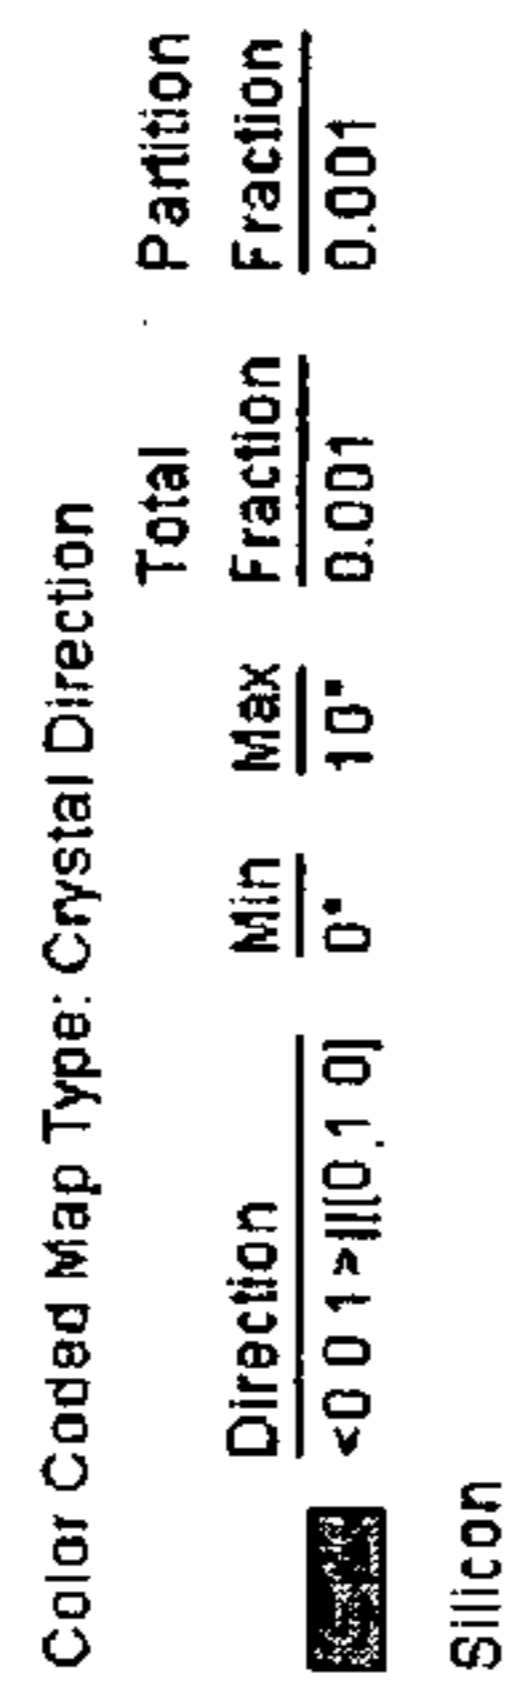 Color Coded Map Type: Crystal Direction
Total Partition
Direction Min Max Fraction Fraction
<0 0 1>||[0 1 0] 0° 10° 0.001 0.001
Silicon